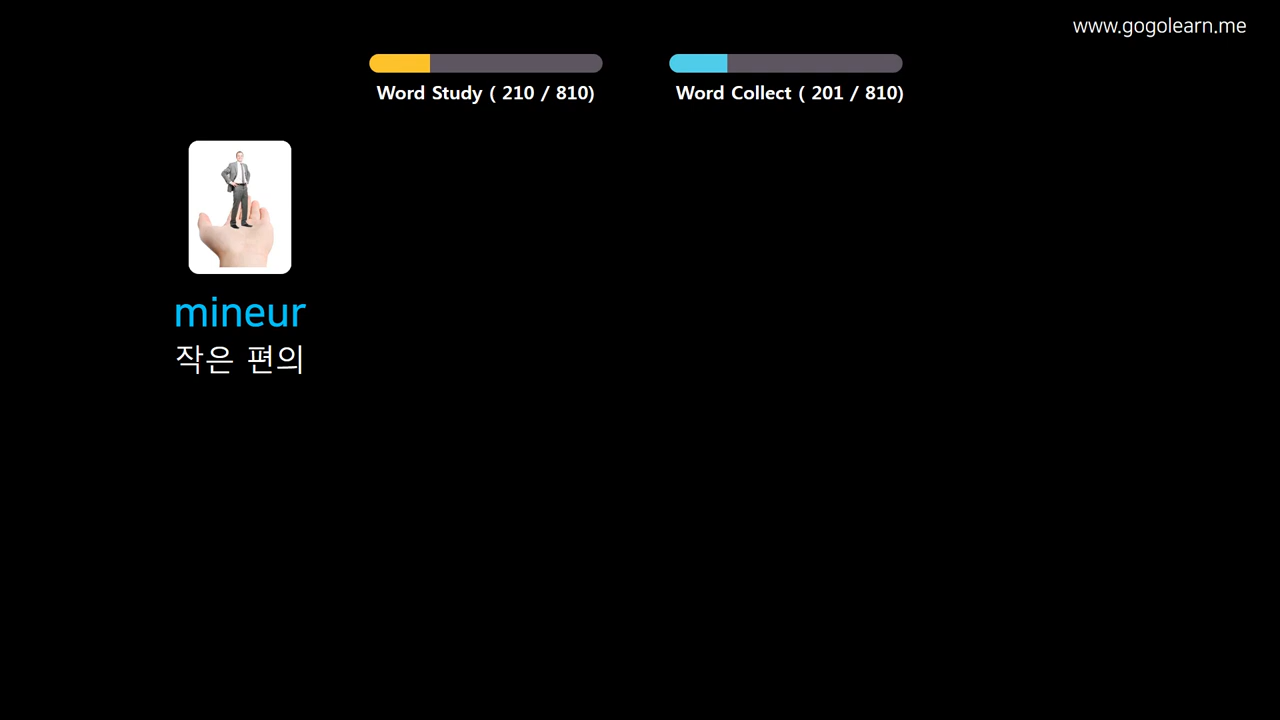 www.gogolearn.me
Word Study ( 210 / 810)
Word Collect ( 201 / 810)
mineur
작은 편의